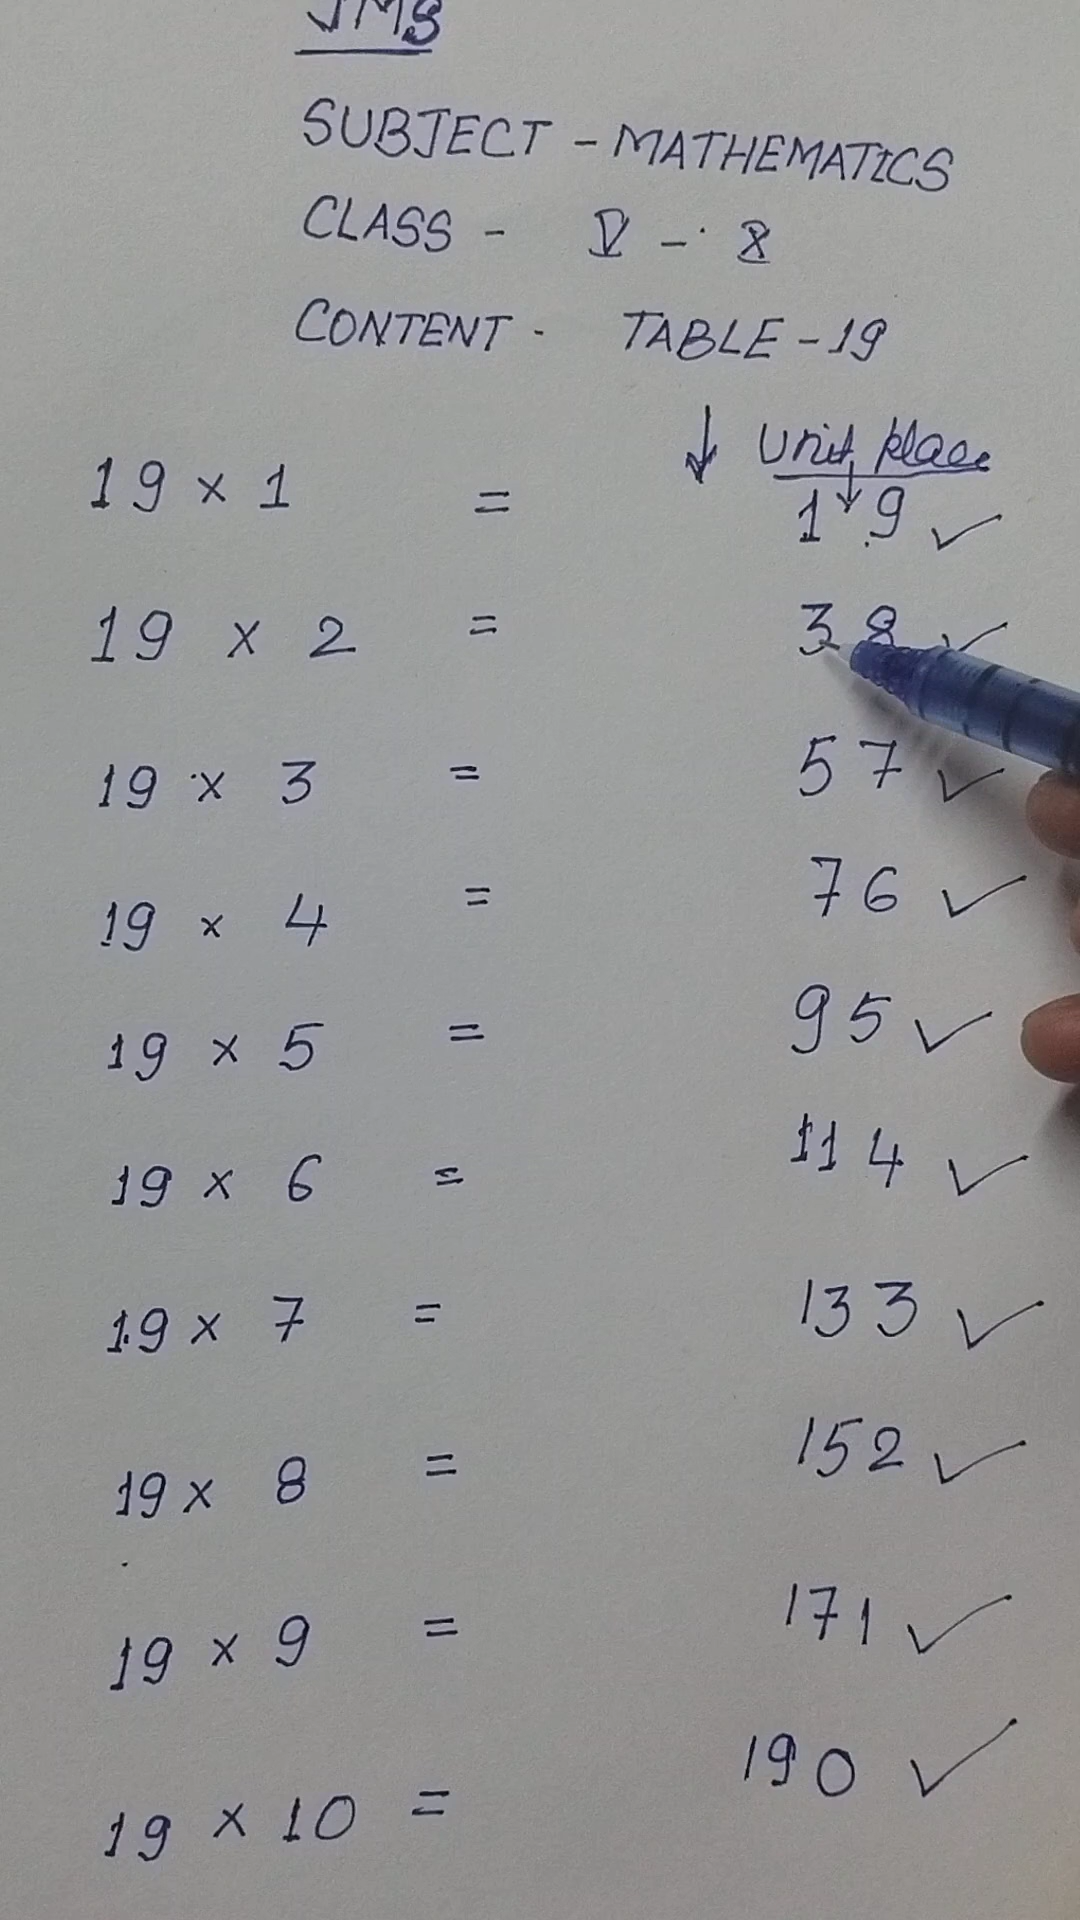 JMS
SUBJECT - MATHEMATICS
CLASS - V - X
CONTENT - TABLE - 19
↓ Unit place
19 × 1 = 19 ✓
19 × 2 = 38 ✓
19 × 3 = 57 ✓
19 × 4 = 76 ✓
19 × 5 = 95 ✓
19 × 6 = 114 ✓
19 × 7 = 133 ✓
19 × 8 = 152 ✓
19 × 9 = 171 ✓
19 × 10 = 190 ✓